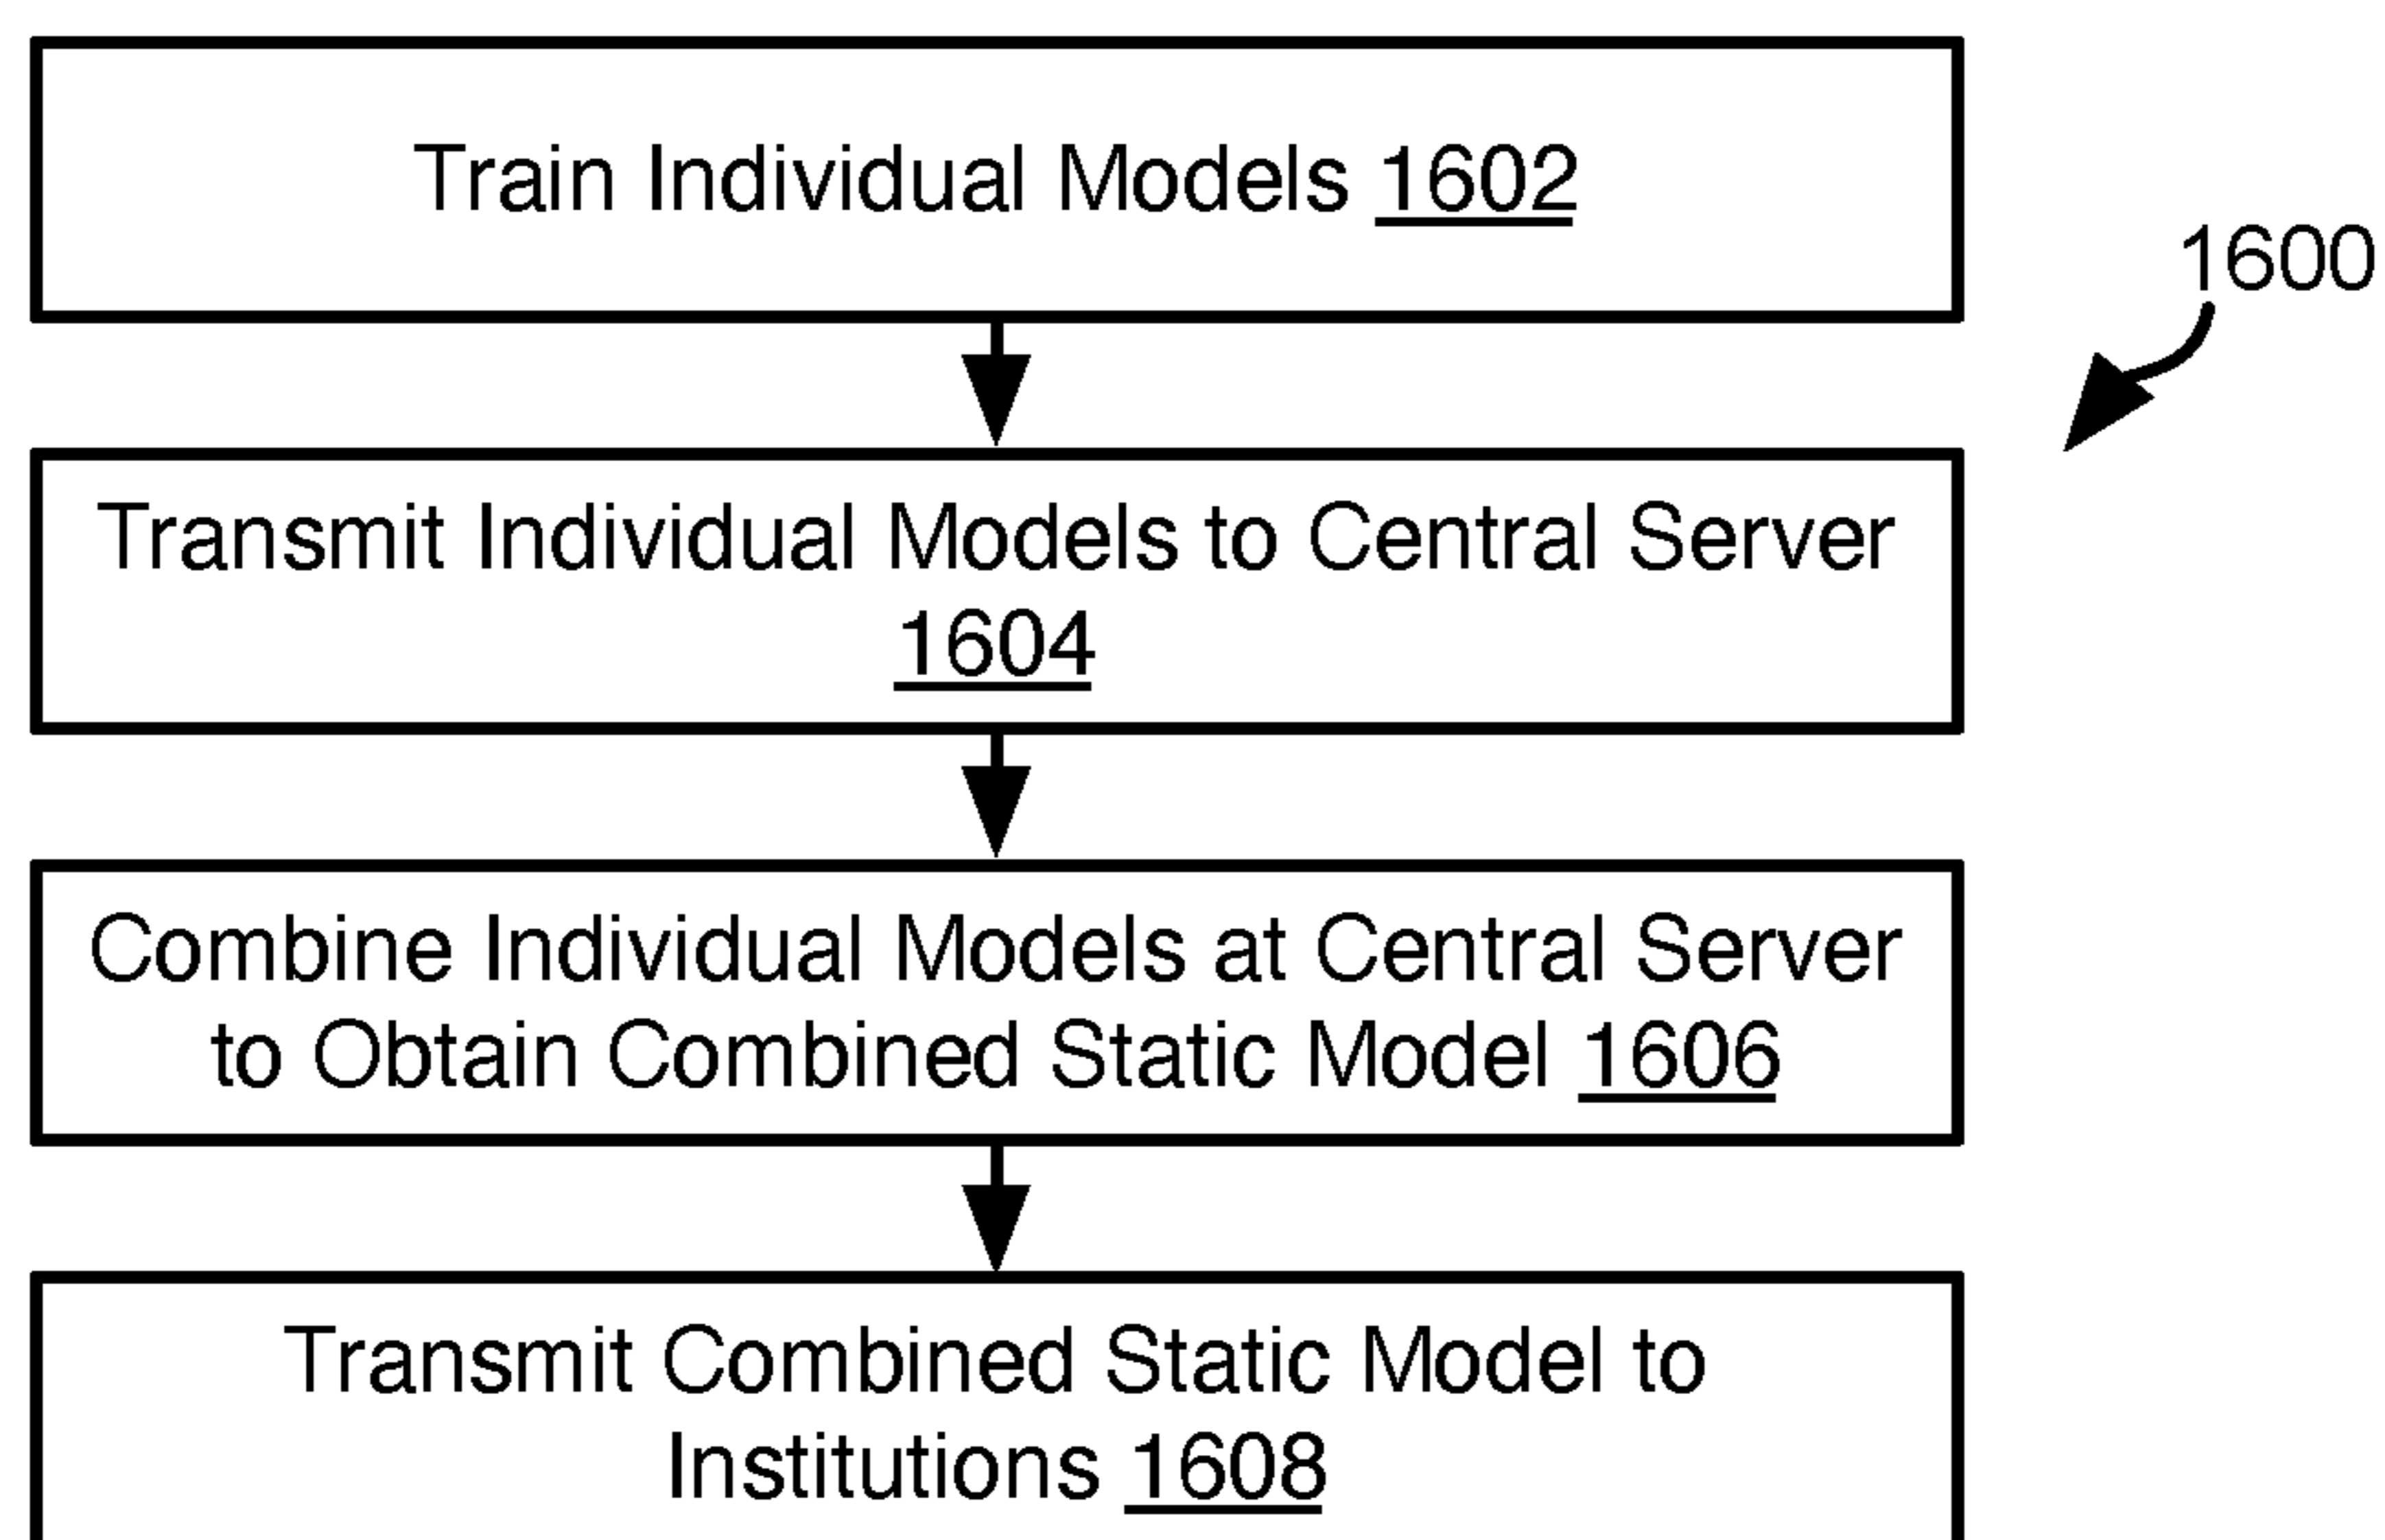 Train Individual Models 1602
1600
Transmit Individual Models to Central Server
1604
Combine Individual Models at Central Server
to Obtain Combined Static Model 1606
Transmit Combined Static Model to
Institutions 1608